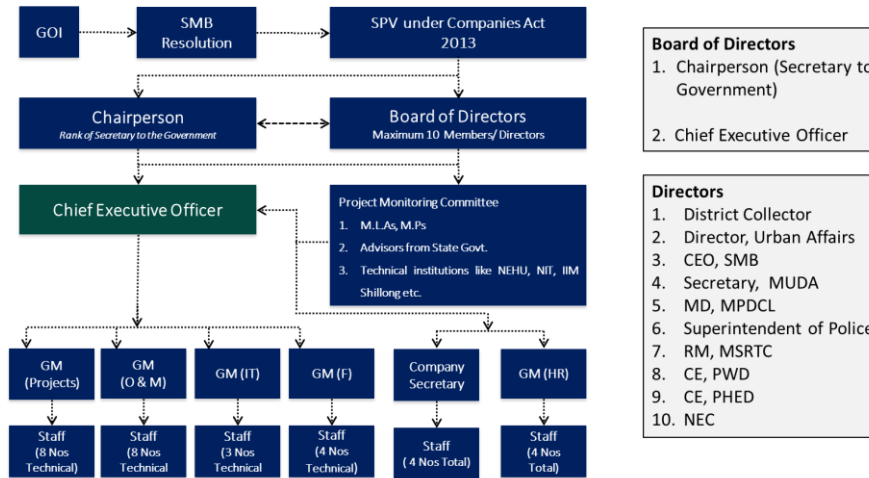 GOI
SMB
Resolution
SPV under Companies Act
2013
Chairperson
Rank of Secretary to the Government
Board of Directors
Maximum 10 Members/ Directors
Chief Executive Officer
Project Monitoring Committee
1. M.L.As, M.Ps
2. Advisors from State Govt.
3. Technical institutions like NEHU, NIT, IIM
Shillong etc.
GM
(Projects)
GM
(O & M)
GM (IT)
GM (F)
Company
Secretary
GM (HR)
Staff
(8 Nos
Technical)
Staff
(8 Nos
Technical
Staff
(3 Nos
Technical
Staff
(4 Nos
Technical)
Staff
( 4 Nos Total)
Staff
(4 Nos
Total)
Board of Directors
1. Chairperson (Secretary to
Government)
2. Chief Executive Officer
Directors
1. District Collector
2. Director, Urban Affairs
3. CEO, SMB
4. Secretary, MUDA
5. MD, MPDCL
6. Superintendent of Police
7. RM, MSRTC
8. CE, PWD
9. CE, PHED
10. NEC